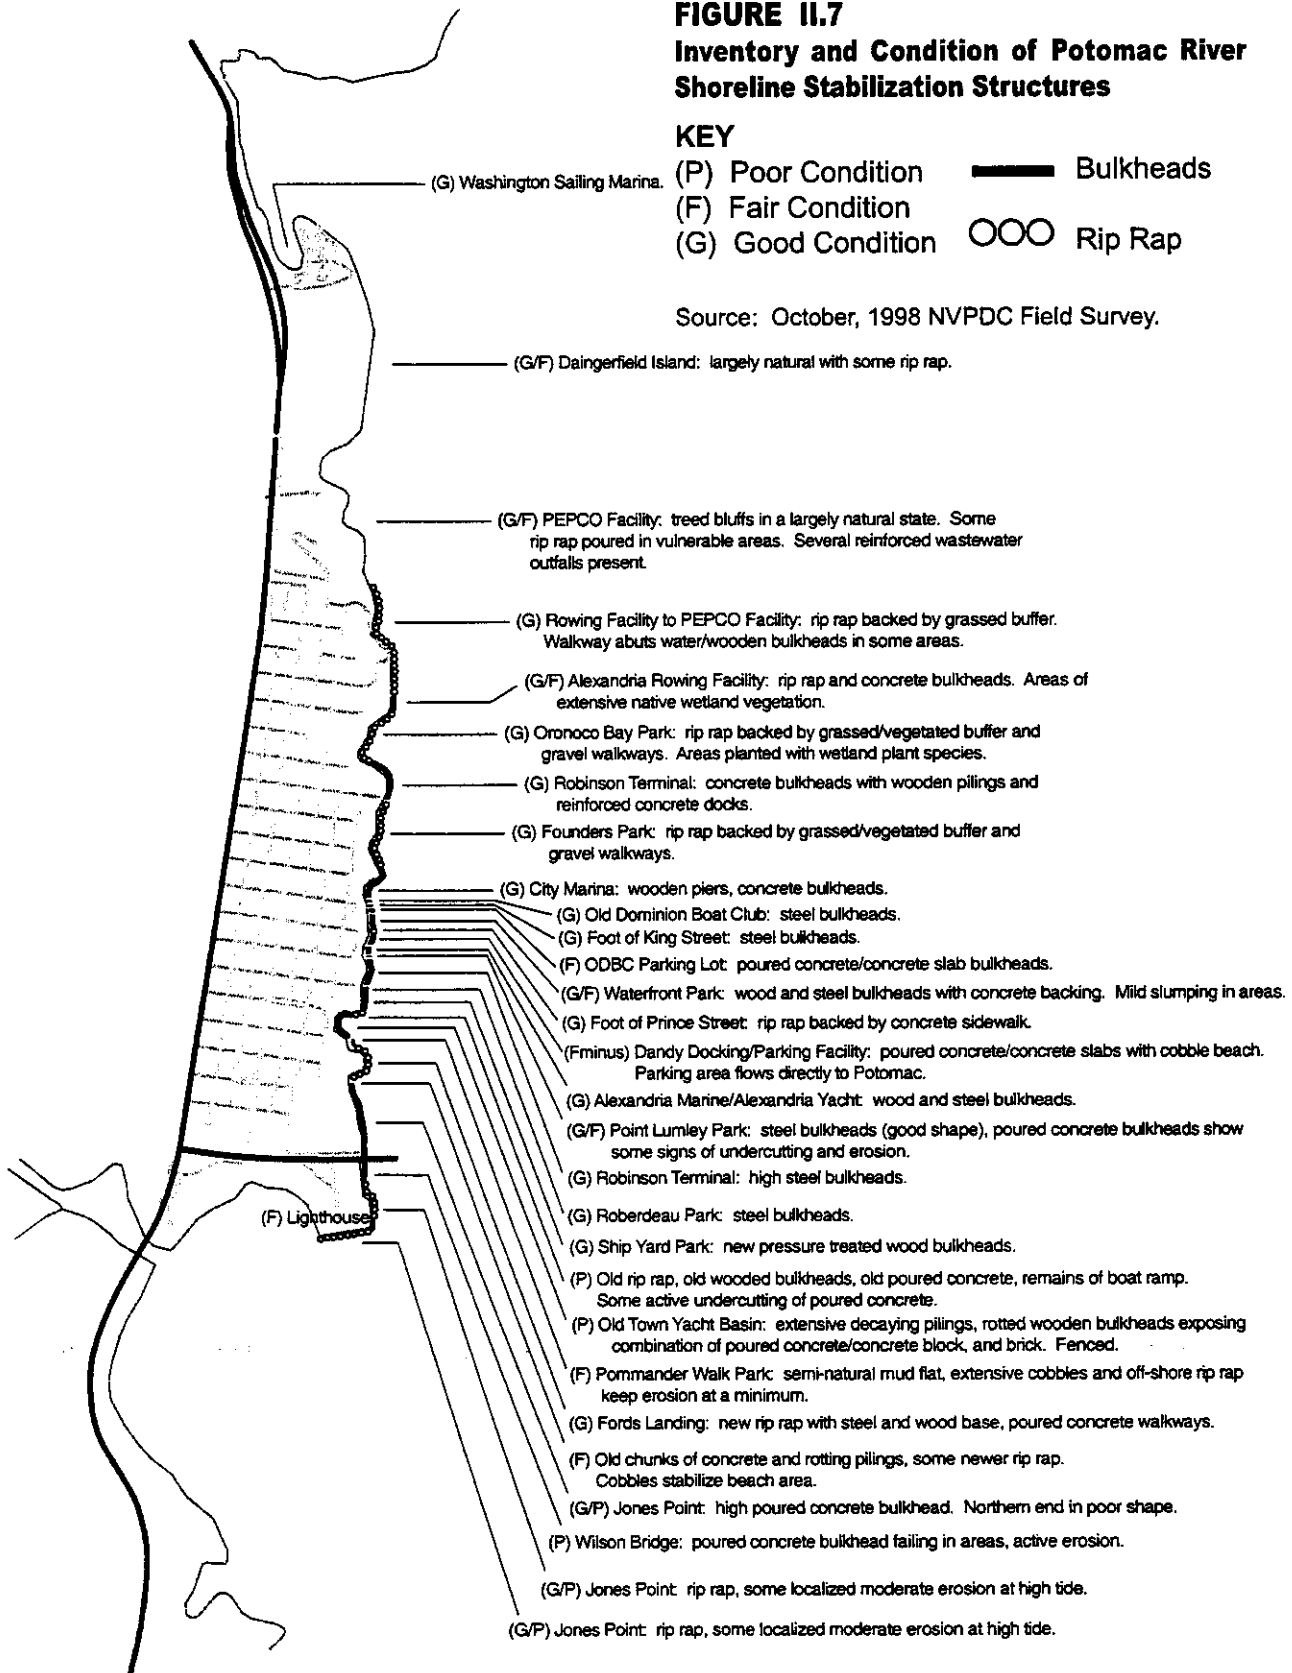 FIGURE II.7
Inventory and Condition of Potomac River
Shoreline Stabilization Structures
KEY
(P) Poor Condition
Bulkheads
(F) Fair Condition
(G) Good Condition
Rip Rap
Source: October, 1998 NVPDC Field Survey.
(G) Washington Sailing Marina.
(G/F) Daingerfield Island: largely natural with some rip rap.
(G/F) PEPCO Facility: treed bluffs in a largely natural state. Some
rip rap poured in vulnerable areas. Several reinforced wastewater
outfalls present.
(G) Rowing Facility to PEPCO Facility: rip rap backed by grassed buffer.
Walkway abuts water/wooden bulkheads in some areas.
(G/F) Alexandria Rowing Facility: rip rap and concrete bulkheads. Areas of
extensive native wetland vegetation.
(G) Oronoco Bay Park: rip rap backed by grassed/vegetated buffer and
gravel walkways. Areas planted with wetland plant species.
(G) Robinson Terminal: concrete bulkheads with wooden pilings and
reinforced concrete docks.
(G) Founders Park: rip rap backed by grassed/vegetated buffer and
gravel walkways.
(G) City Marina: wooden piers, concrete bulkheads.
(G) Old Dominion Boat Club: steel bulkheads.
(G) Foot of King Street: steel bulkheads.
(F) ODBC Parking Lot: poured concrete/concrete slab bulkheads.
(G/F) Waterfront Park: wood and steel bulkheads with concrete backing. Mild slumping in areas.
(G) Foot of Prince Street: rip rap backed by concrete sidewalk.
(Fminus) Dandy Docking/Parking Facility: poured concrete/concrete slabs with cobble beach.
Parking area flows directly to Potomac.
(G) Alexandria Marine/Alexandria Yacht: wood and steel bulkheads.
(G/F) Point Lumley Park: steel bulkheads (good shape), poured concrete bulkheads show
some signs of undercutting and erosion.
(G) Robinson Terminal: high steel bulkheads.
(G) Roberdeau Park: steel bulkheads.
(F) Lighthouse
(G) Ship Yard Park: new pressure treated wood bulkheads.
(P) Old rip rap, old wooded bulkheads, old poured concrete, remains of boat ramp.
Some active undercutting of poured concrete.
(P) Old Town Yacht Basin: extensive decaying pilings, rotted wooden bulkheads exposing
combination of poured concrete/concrete block, and brick. Fenced.
(F) Pommander Walk Park: semi-natural mud flat, extensive cobbles and off-shore rip rap
keep erosion at a minimum.
(G) Fords Landing: new rip rap with steel and wood base, poured concrete walkways.
(F) Old chunks of concrete and rotting pilings, some newer rip rap.
Cobbles stabilize beach area.
(G/P) Jones Point: high poured concrete bulkhead. Northern end in poor shape.
(P) Wilson Bridge: poured concrete bulkhead failing in areas, active erosion.
(G/P) Jones Point: rip rap, some localized moderate erosion at high tide.
(G/P) Jones Point: rip rap, some localized moderate erosion at high tide.